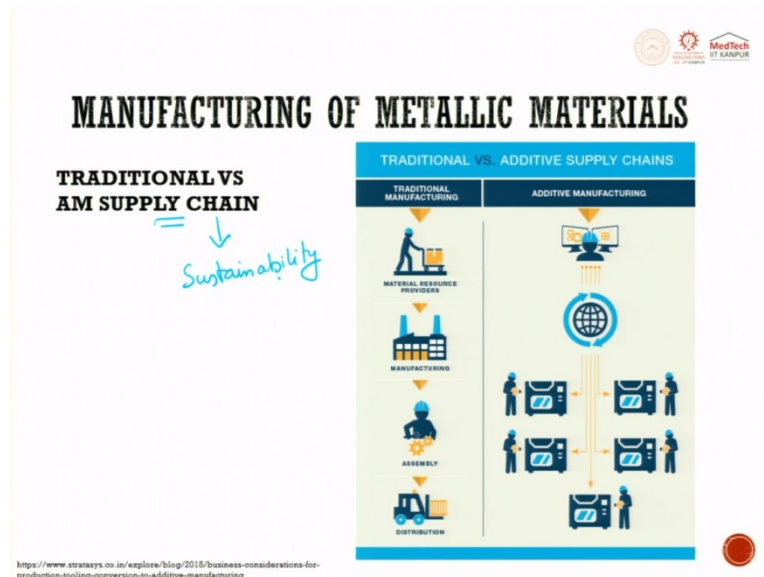 MedTech
IIT KANPUR
MANUFACTURING OF METALLIC MATERIALS
TRADITIONAL VS
AM SUPPLY CHAIN
Sustainability
TRADITIONAL VS. ADDITIVE SUPPLY CHAINS
TRADITIONAL
MANUFACTURING
ADDITIVE MANUFACTURING
MATERIAL RESOURCE
PROVIDERS
MANUFACTURING
ASSEMBLY
DISTRIBUTION
https://www.stratasys.co.in/explore/blog/2018/business-considerations-for-
production-tooling-conversion-to-additive-manufacturing